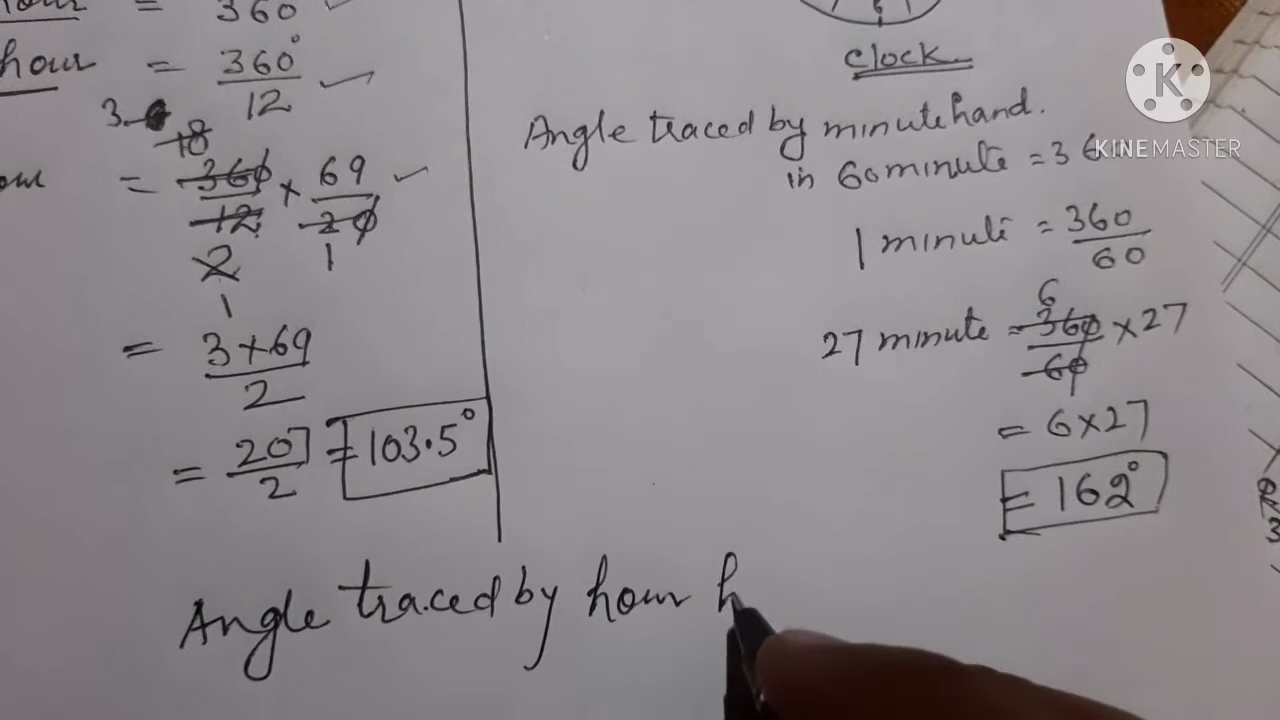 hour = 360
hour = 360° / 12
3.
18
= 360/12 × 69/20
2 1
1
= 3×69 / 2
= 207/2 = 103.5°
clock
Angle traced by minute hand.
in 60 minute = 36
1 minute = 360/60
6
27 minute = 360/60 × 27
= 6×27
= 162°
Angle traced by hour h
K
KINEMASTER